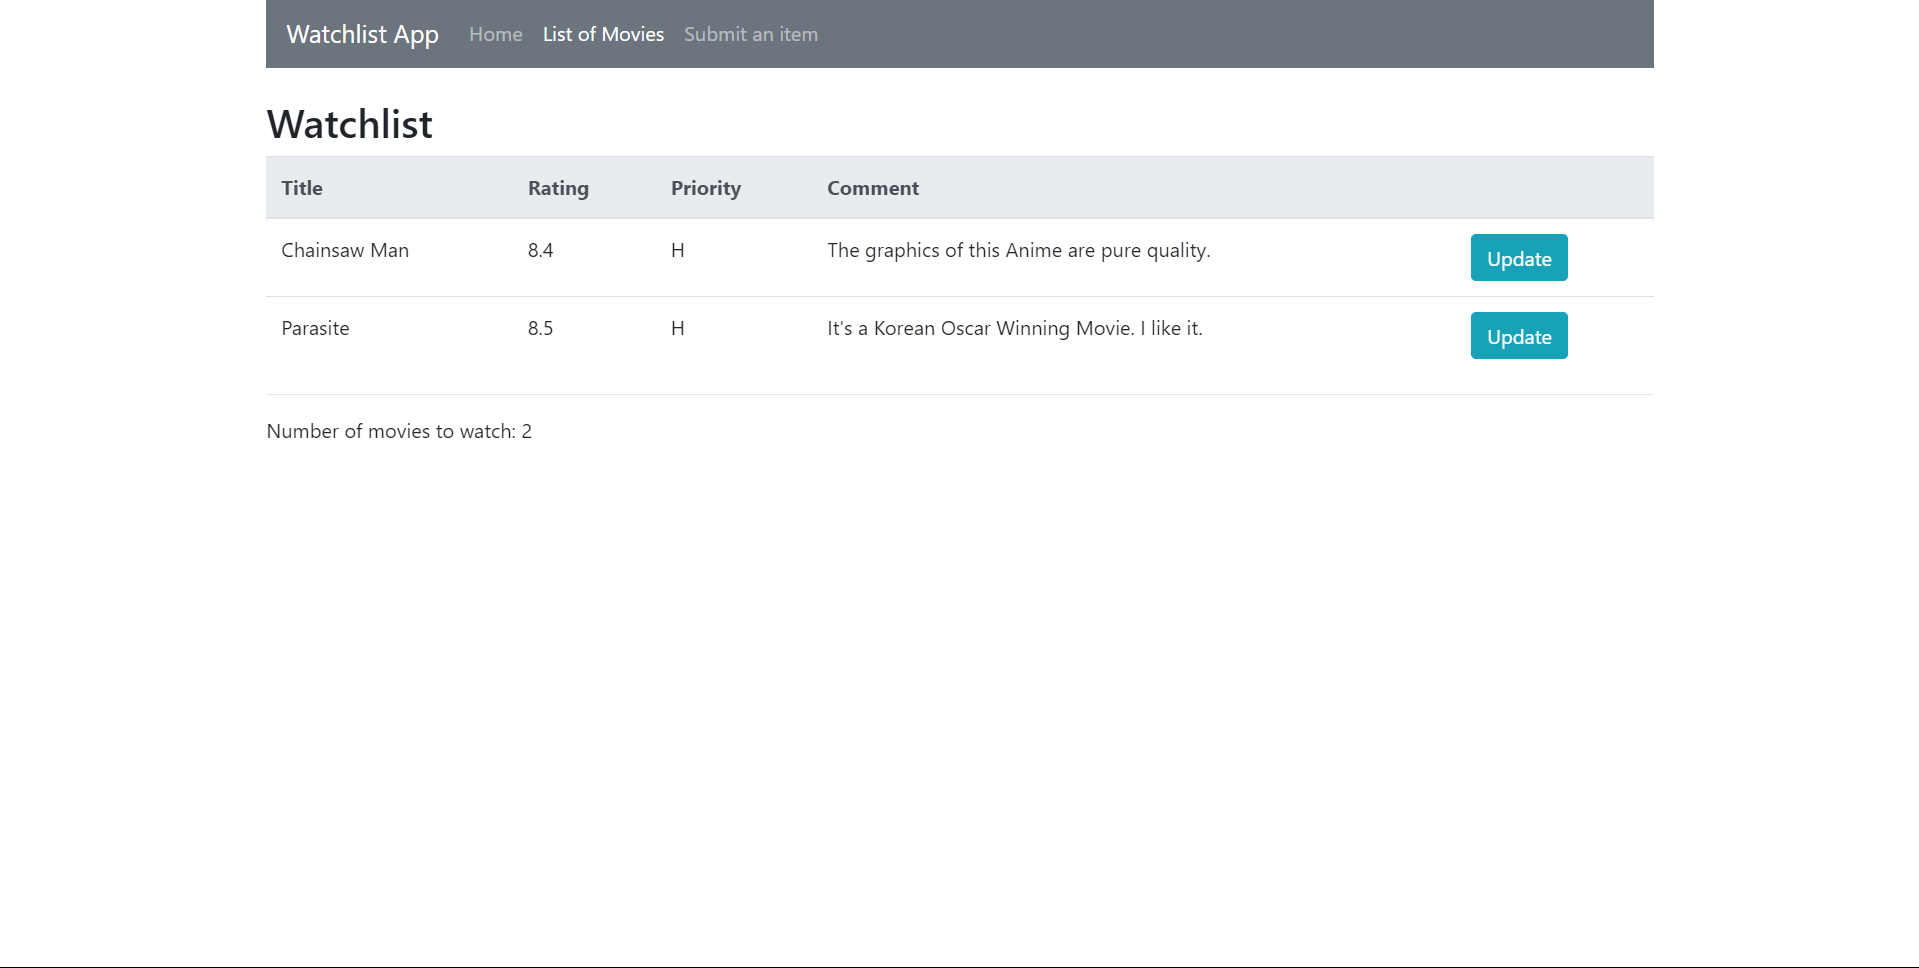 Watchlist App Home List of Movies Submit an item
Watchlist
Title Rating Priority Comment
Chainsaw Man 8.4 H The graphics of this Anime are pure quality. Update
Parasite 8.5 H It's a Korean Oscar Winning Movie. I like it. Update
Number of movies to watch: 2